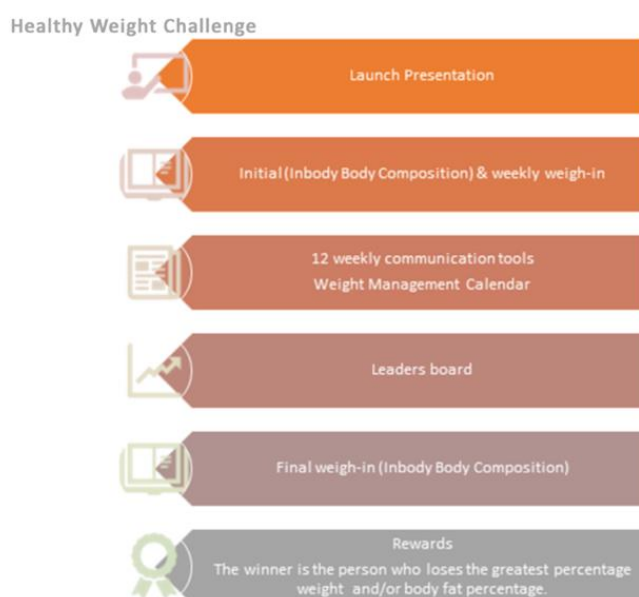 Healthy Weight Challenge
Launch Presentation
Initial (Inbody Body Composition) & weekly weigh-in
12 weekly communication tools
Weight Management Calendar
Leaders board
Final weigh-in (Inbody Body Composition)
Rewards
The winner is the person who loses the greatest percentage
weight and/or body fat percentage.